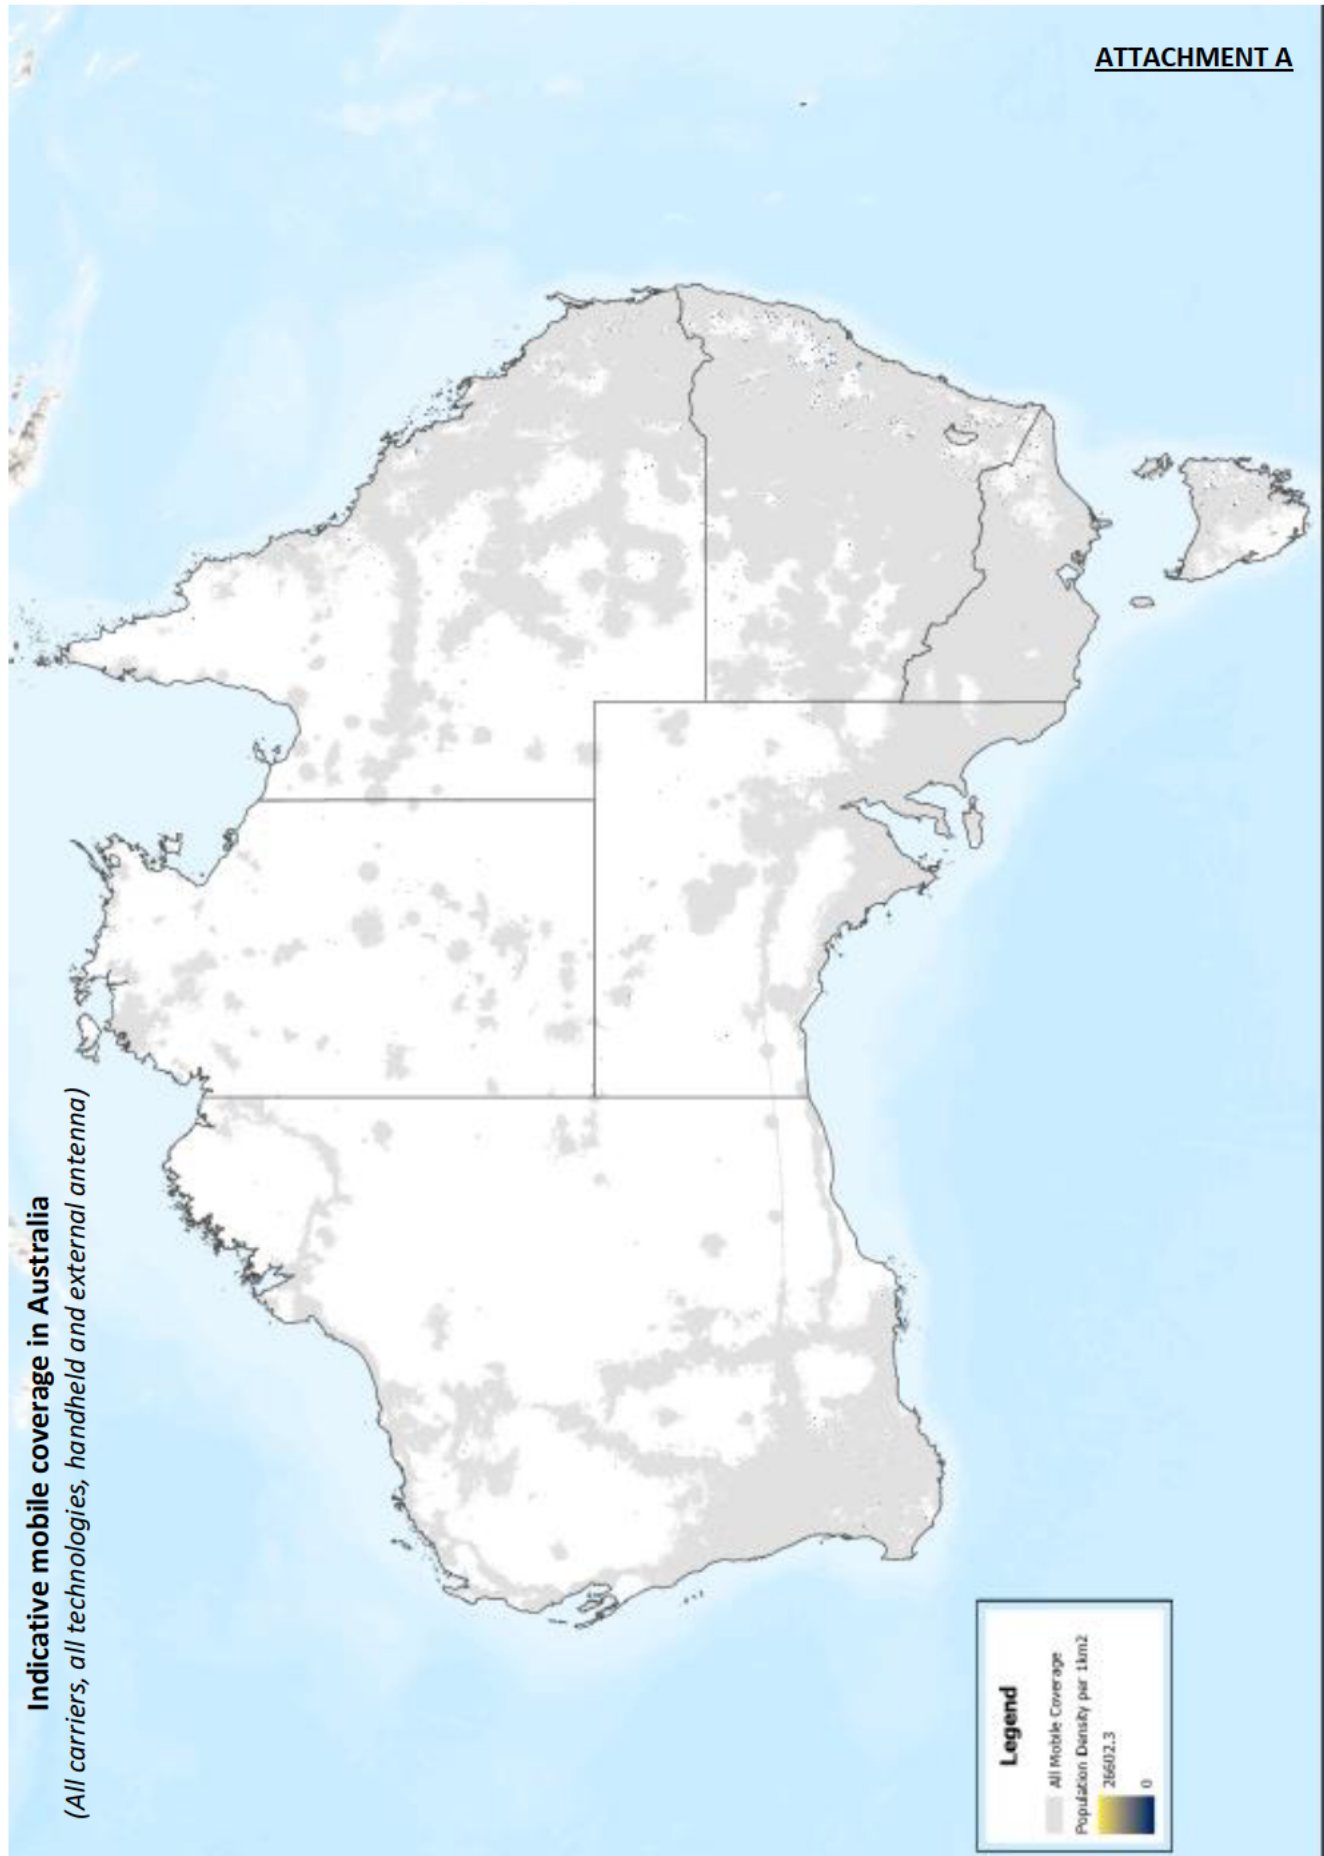 ATTACHMENT A
Indicative mobile coverage in Australia
(All carriers, all technologies, handheld and external antenna)
Legend
All Mobile Coverage
Population Density per 1km2
26602.3
0